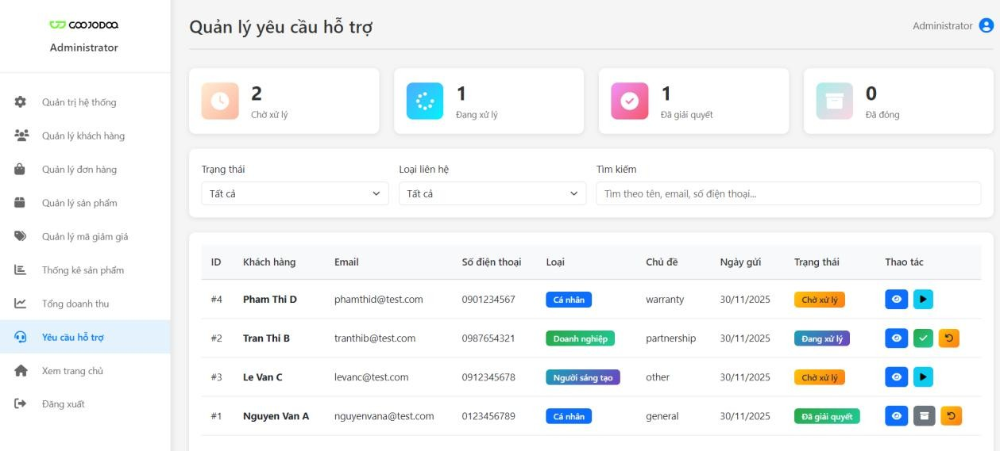 GOOJODOQ
Administrator
Quản trị hệ thống
Quản lý khách hàng
Quản lý đơn hàng
Quản lý sản phẩm
Quản lý mã giảm giá
Thống kê sản phẩm
Tổng doanh thu
Yêu cầu hỗ trợ
Xem trang chủ
Đăng xuất
Quản lý yêu cầu hỗ trợ
Administrator
2
Chờ xử lý
1
Đang xử lý
1
Đã giải quyết
0
Đã đóng
Trạng thái
Tất cả
Loại liên hệ
Tất cả
Tìm kiếm
Tìm theo tên, email, số điện thoại...
ID Khách hàng Email Số điện thoại Loại Chủ đề Ngày gửi Trạng thái Thao tác
#4 Pham Thi D phamthid@test.com 0901234567 Cá nhân warranty 30/11/2025 Chờ xử lý
#2 Tran Thi B tranthib@test.com 0987654321 Doanh nghiệp partnership 30/11/2025 Đang xử lý
#3 Le Van C levanc@test.com 0912345678 Người sáng tạo other 30/11/2025 Chờ xử lý
#1 Nguyen Van A nguyenvana@test.com 0123456789 Cá nhân general 30/11/2025 Đã giải quyết